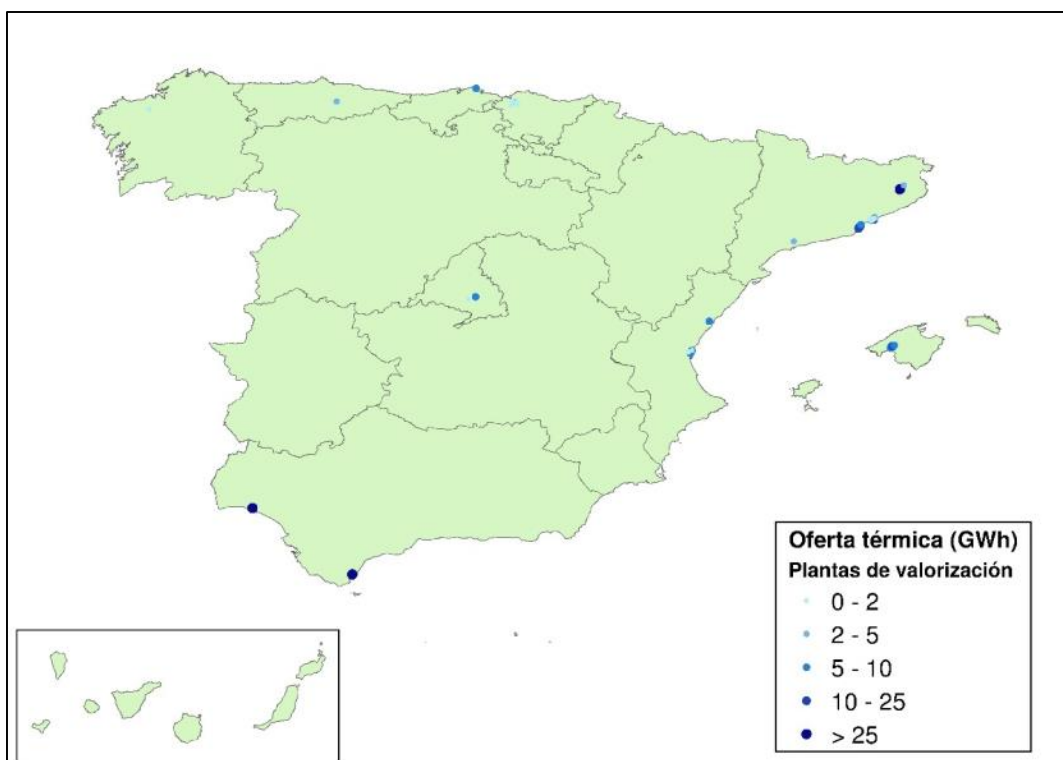 Oferta térmica (GWh)
Plantas de valorización
0 - 2
2 - 5
5 - 10
10 - 25
> 25